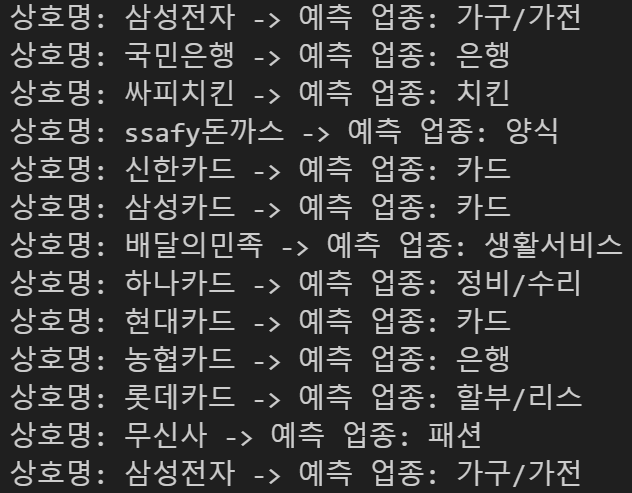 상호명: 삼성전자 -> 예측 업종: 가구/가전
상호명: 국민은행 -> 예측 업종: 은행
상호명: 싸피치킨 -> 예측 업종: 치킨
상호명: ssafy돈까스 -> 예측 업종: 양식
상호명: 신한카드 -> 예측 업종: 카드
상호명: 삼성카드 -> 예측 업종: 카드
상호명: 배달의민족 -> 예측 업종: 생활서비스
상호명: 하나카드 -> 예측 업종: 정비/수리
상호명: 현대카드 -> 예측 업종: 카드
상호명: 농협카드 -> 예측 업종: 은행
상호명: 롯데카드 -> 예측 업종: 할부/리스
상호명: 무신사 -> 예측 업종: 패션
상호명: 삼성전자 -> 예측 업종: 가구/가전